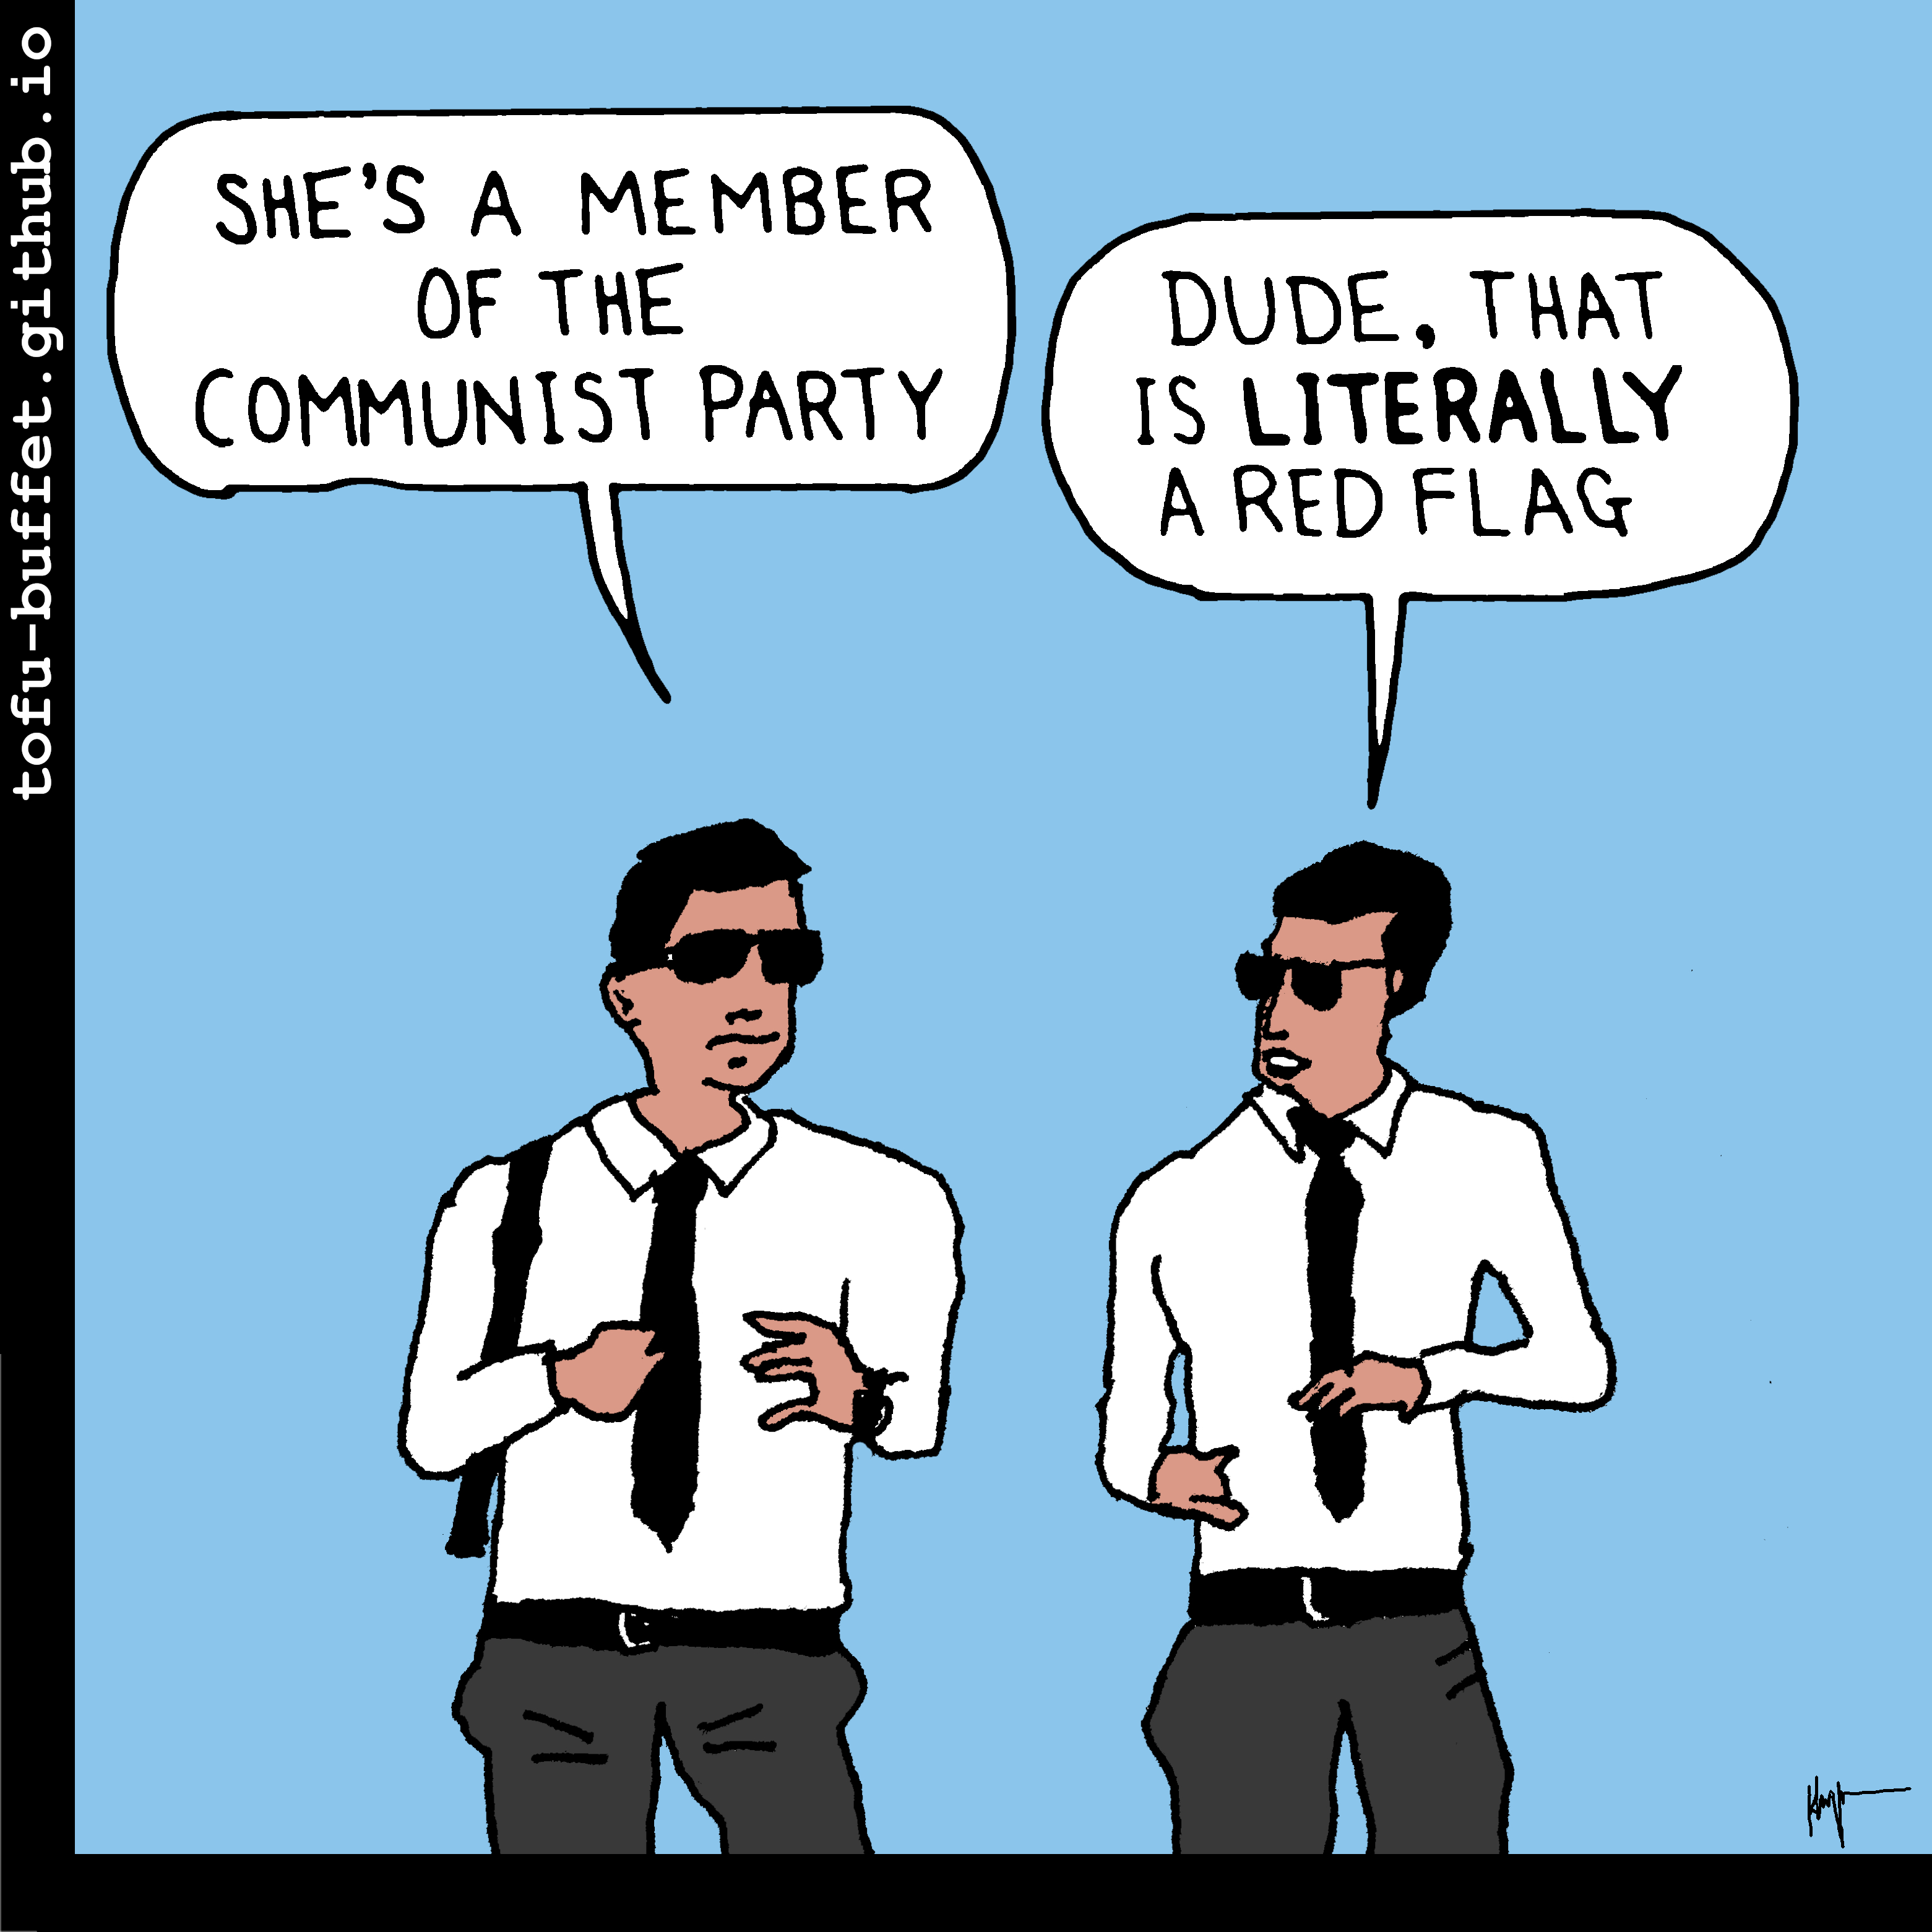 tofu-buffet.github.io
SHE'S A MEMBER
OF THE
COMMUNIST PARTY
DUDE, THAT
IS LITERALLY
A RED FLAG